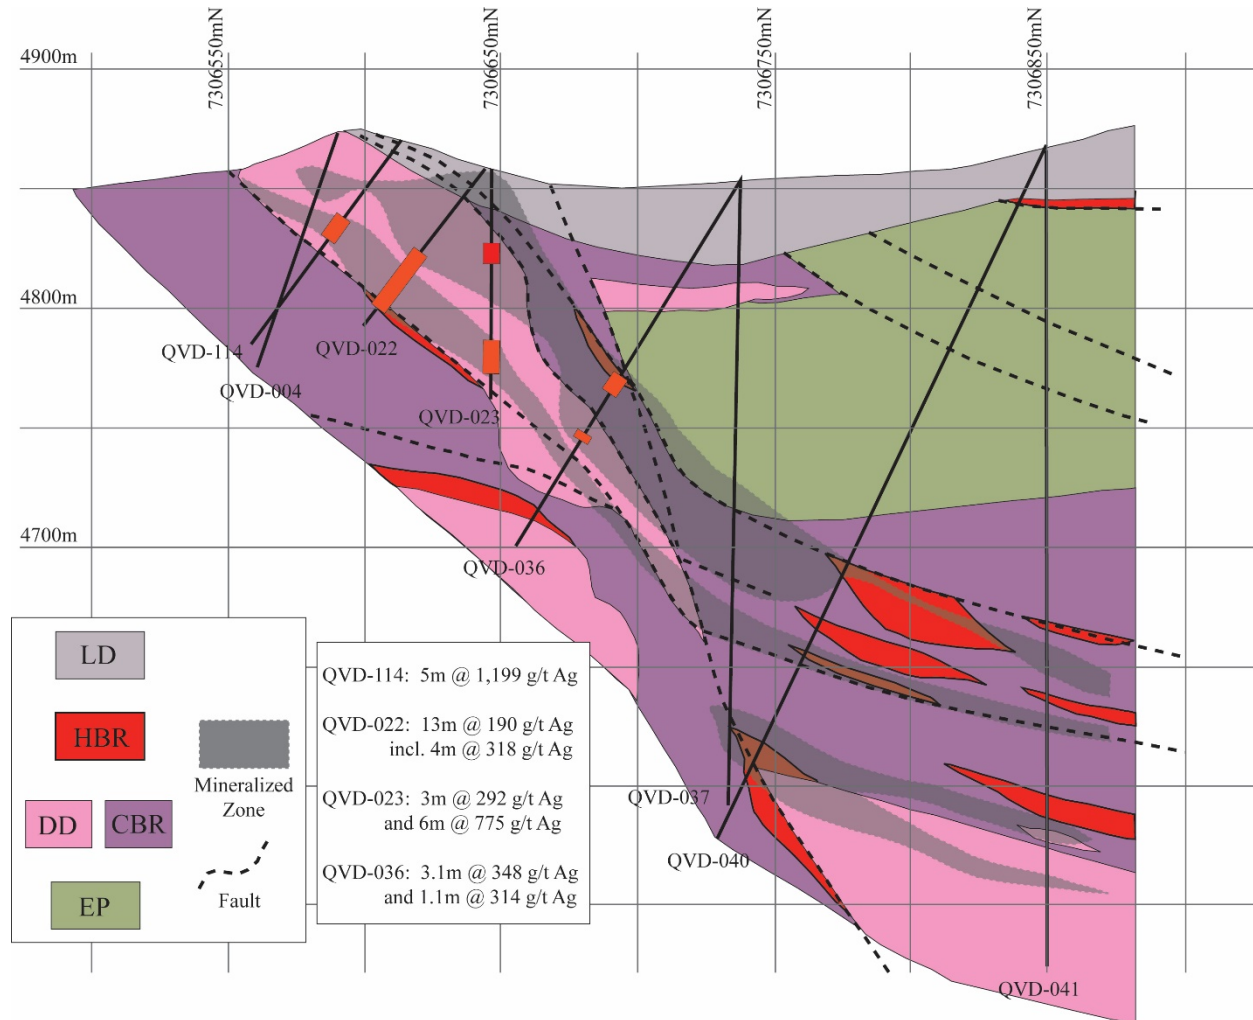 7306550mN
7306650mN
7306750mN
7306850mN
4900m
4800m
QVD-114
QVD-022
QVD-004
QVD-023
4700m
QVD-036
LD
HBR
Mineralized
Zone
DD
CBR
Fault
EP
QVD-114: 5m @ 1,199 g/t Ag
QVD-022: 13m @ 190 g/t Ag
incl. 4m @ 318 g/t Ag
QVD-023: 3m @ 292 g/t Ag
and 6m @ 775 g/t Ag
QVD-036: 3.1m @ 348 g/t Ag
and 1.1m @ 314 g/t Ag
QVD-037
QVD-040
QVD-041